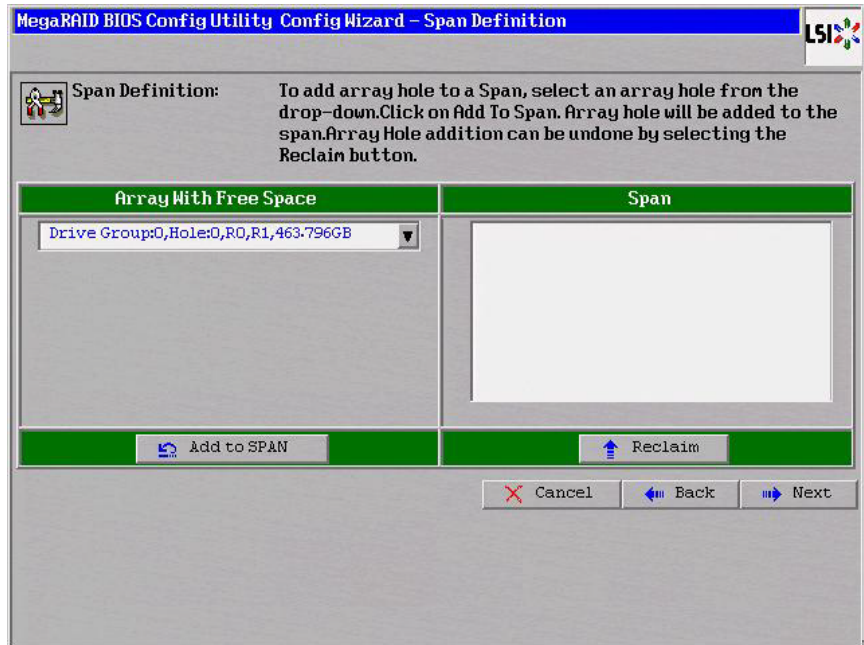 MegaRAID BIOS Config Utility Config Wizard – Span Definition
LSI
Span Definition:
To add array hole to a Span, select an array hole from the
drop-down.Click on Add To Span. Array hole will be added to the
span.Array Hole addition can be undone by selecting the
Reclaim button.
Array With Free Space
Span
Drive Group:0,Hole:0,R0,R1,463.796GB
Add to SPAN
Reclaim
Cancel
Back
Next